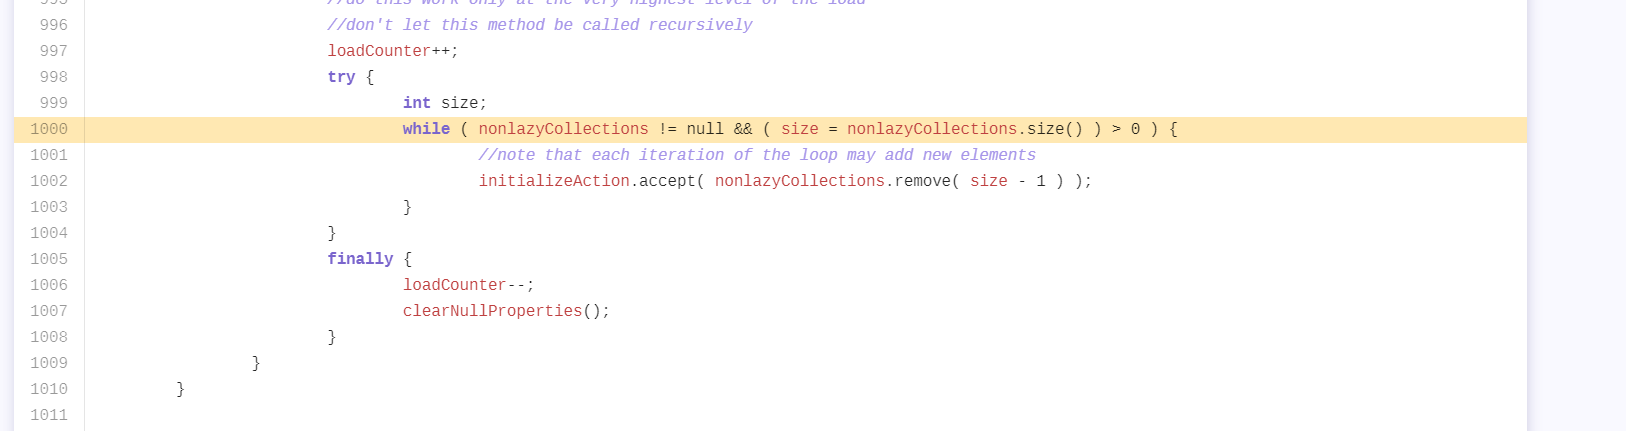 995 //do this work only at the very highest level of the load
996 //don't let this method be called recursively
997 loadCounter++;
998 try {
999 int size;
1000 while ( nonlazyCollections != null && ( size = nonlazyCollections.size() ) > 0 ) {
1001 //note that each iteration of the loop may add new elements
1002 initializeAction.accept( nonlazyCollections.remove( size - 1 ) );
1003 }
1004 }
1005 finally {
1006 loadCounter--;
1007 clearNullProperties();
1008 }
1009 }
1010 }
1011